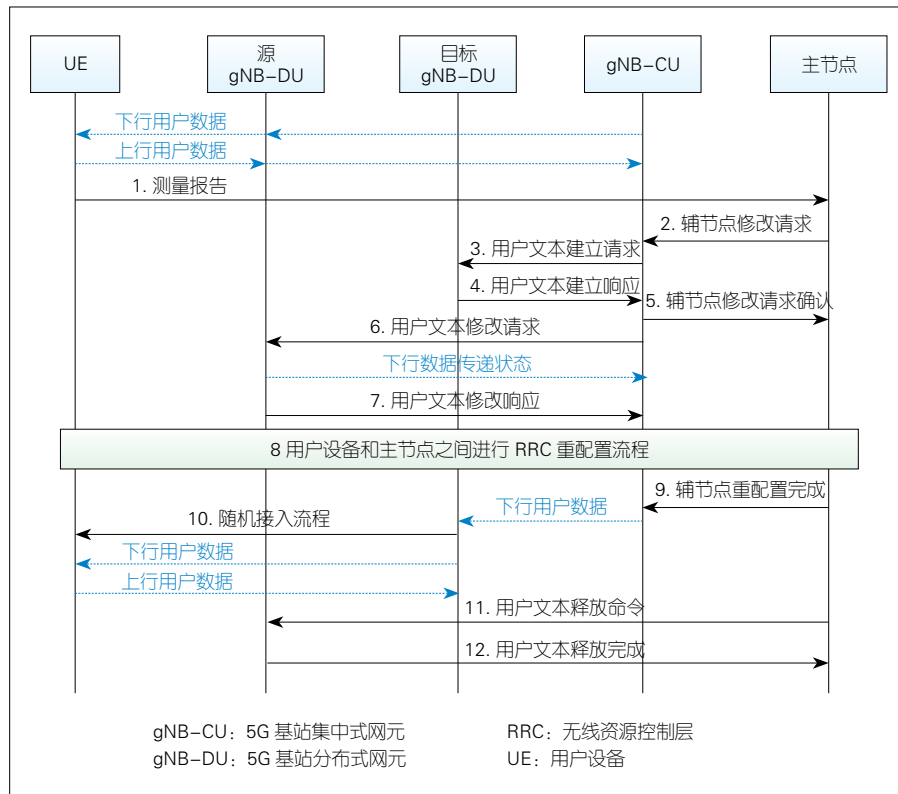 UE
源
gNB-DU
目标
gNB-DU
gNB-CU
主节点
下行用户数据
上行用户数据
1. 测量报告
2. 辅节点修改请求
3. 用户文本建立请求
4. 用户文本建立响应
5. 辅节点修改请求确认
6. 用户文本修改请求
下行数据传递状态
7. 用户文本修改响应
8 用户设备和主节点之间进行 RRC 重配置流程
9. 辅节点重配置完成
下行用户数据
10. 随机接入流程
下行用户数据
上行用户数据
11. 用户文本释放命令
12. 用户文本释放完成
gNB-CU：5G 基站集中式网元
RRC：无线资源控制层
gNB-DU：5G 基站分布式网元
UE：用户设备